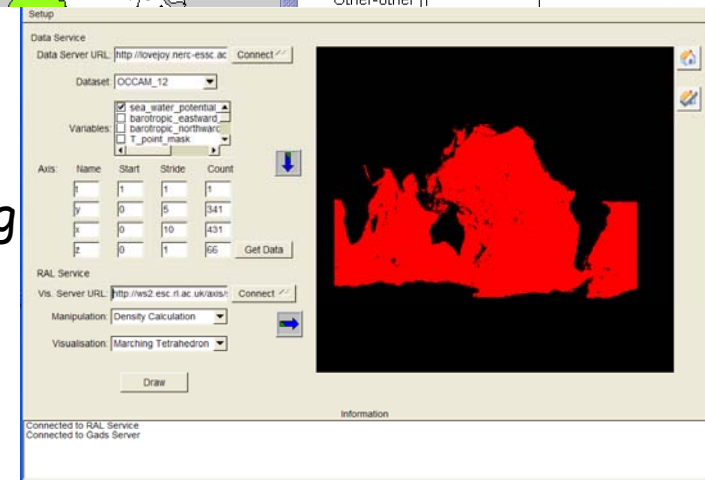 Other-other
Setup
Data Service
Data Server URL: http://lovejoy.nerc-essc.ac Connect
Dataset: OCCAM_12
Variables:
sea_water_potential_
barotropic_eastward_
barotropic_northward
T_point_mask
Axis: Name Start Stride Count
t 1 1 1
y 0 5 341
x 0 10 431
z 0 1 66 Get Data
g
RAL Service
Vis. Server URL: http://ws2.esc.rl.ac.uk/axis/s Connect
Manipulation: Density Calculation
Visualisation: Marching Tetrahedron
Draw
Information
Connected to RAL Service
Connected to Gads Server